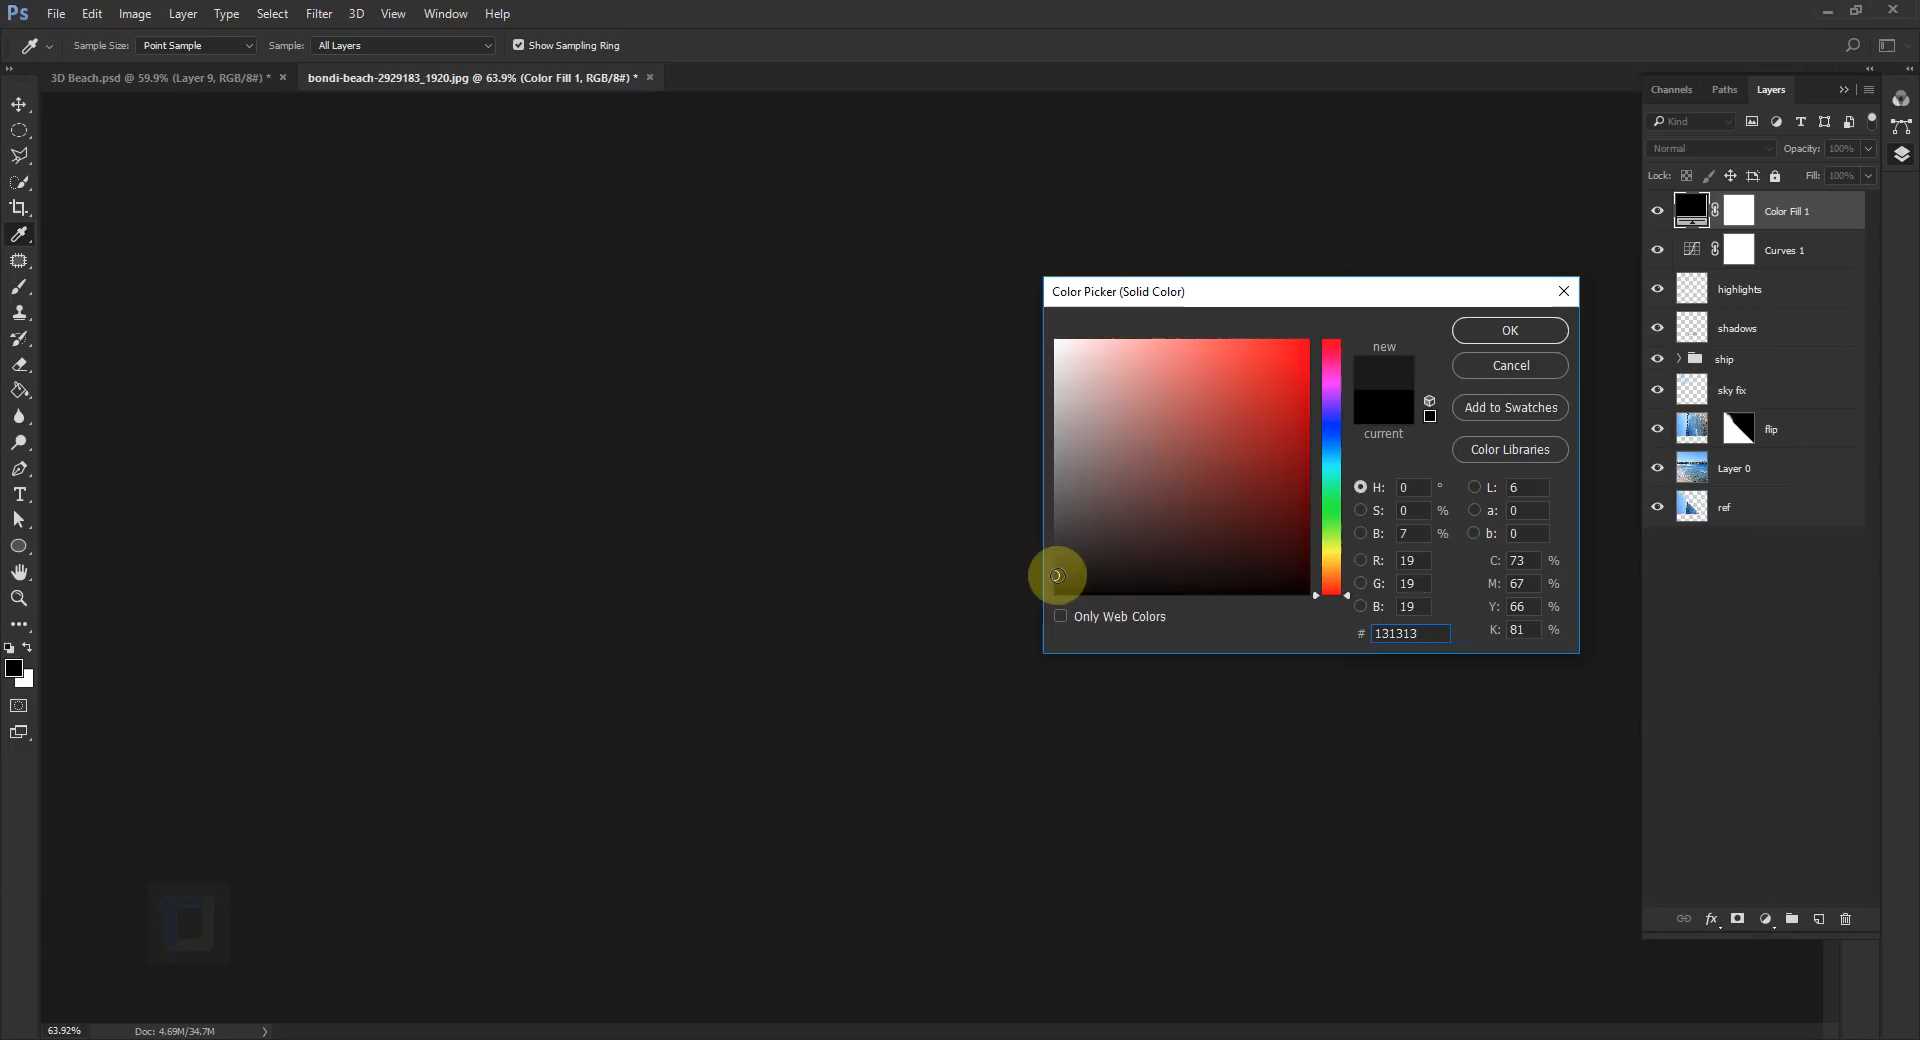 Ps File Edit Image Layer Type Select Filter 3D View Window Help
Sample Size: Point Sample Sample: All Layers Show Sampling Ring
3D Beach.psd @ 59.9% (Layer 9, RGB/8#) * bondi-beach-2929183_1920.jpg @ 63.9% (Color Fill 1, RGB/8#) *
Channels Paths Layers
Kind
Normal Opacity: 100%
Lock: Fill: 100%
Color Fill 1
Curves 1
highlights
shadows
ship
sky fix
flip
Layer 0
ref
Color Picker (Solid Color)
new
current
OK
Cancel
Add to Swatches
Color Libraries
H: 0 ° L: 6
S: 0 % a: 0
B: 7 % b: 0
R: 19 C: 73 %
G: 19 M: 67 %
B: 19 Y: 66 %
# 131313 K: 81 %
Only Web Colors
63.92% Doc: 4.69M/34.7M